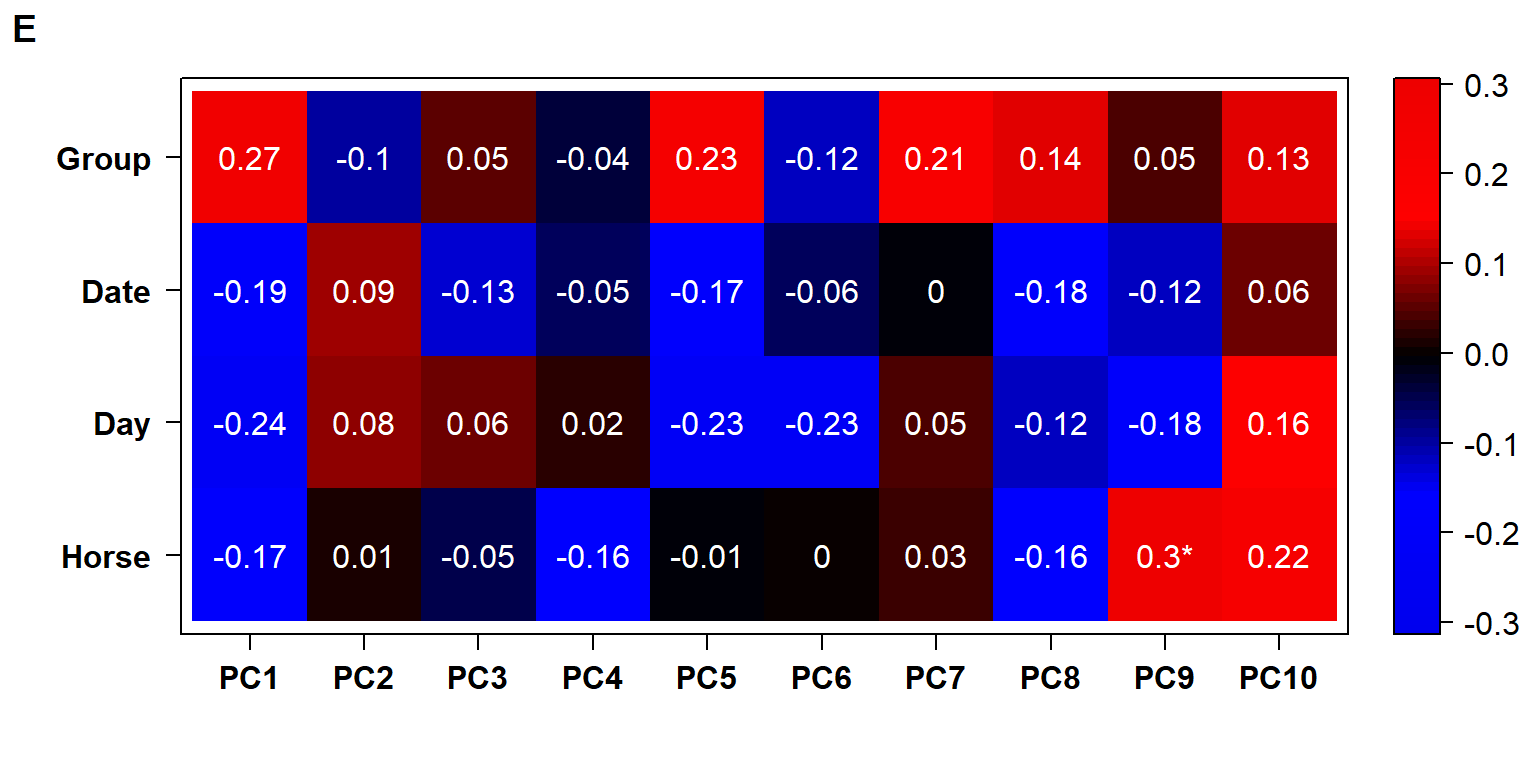 E
Group 0.27 -0.1 0.05 -0.04 0.23 -0.12 0.21 0.14 0.05 0.13
Date -0.19 0.09 -0.13 -0.05 -0.17 -0.06 0 -0.18 -0.12 0.06
Day -0.24 0.08 0.06 0.02 -0.23 -0.23 0.05 -0.12 -0.18 0.16
Horse -0.17 0.01 -0.05 -0.16 -0.01 0 0.03 -0.16 0.3* 0.22
PC1 PC2 PC3 PC4 PC5 PC6 PC7 PC8 PC9 PC10
0.3
0.2
0.1
0.0
-0.1
-0.2
-0.3